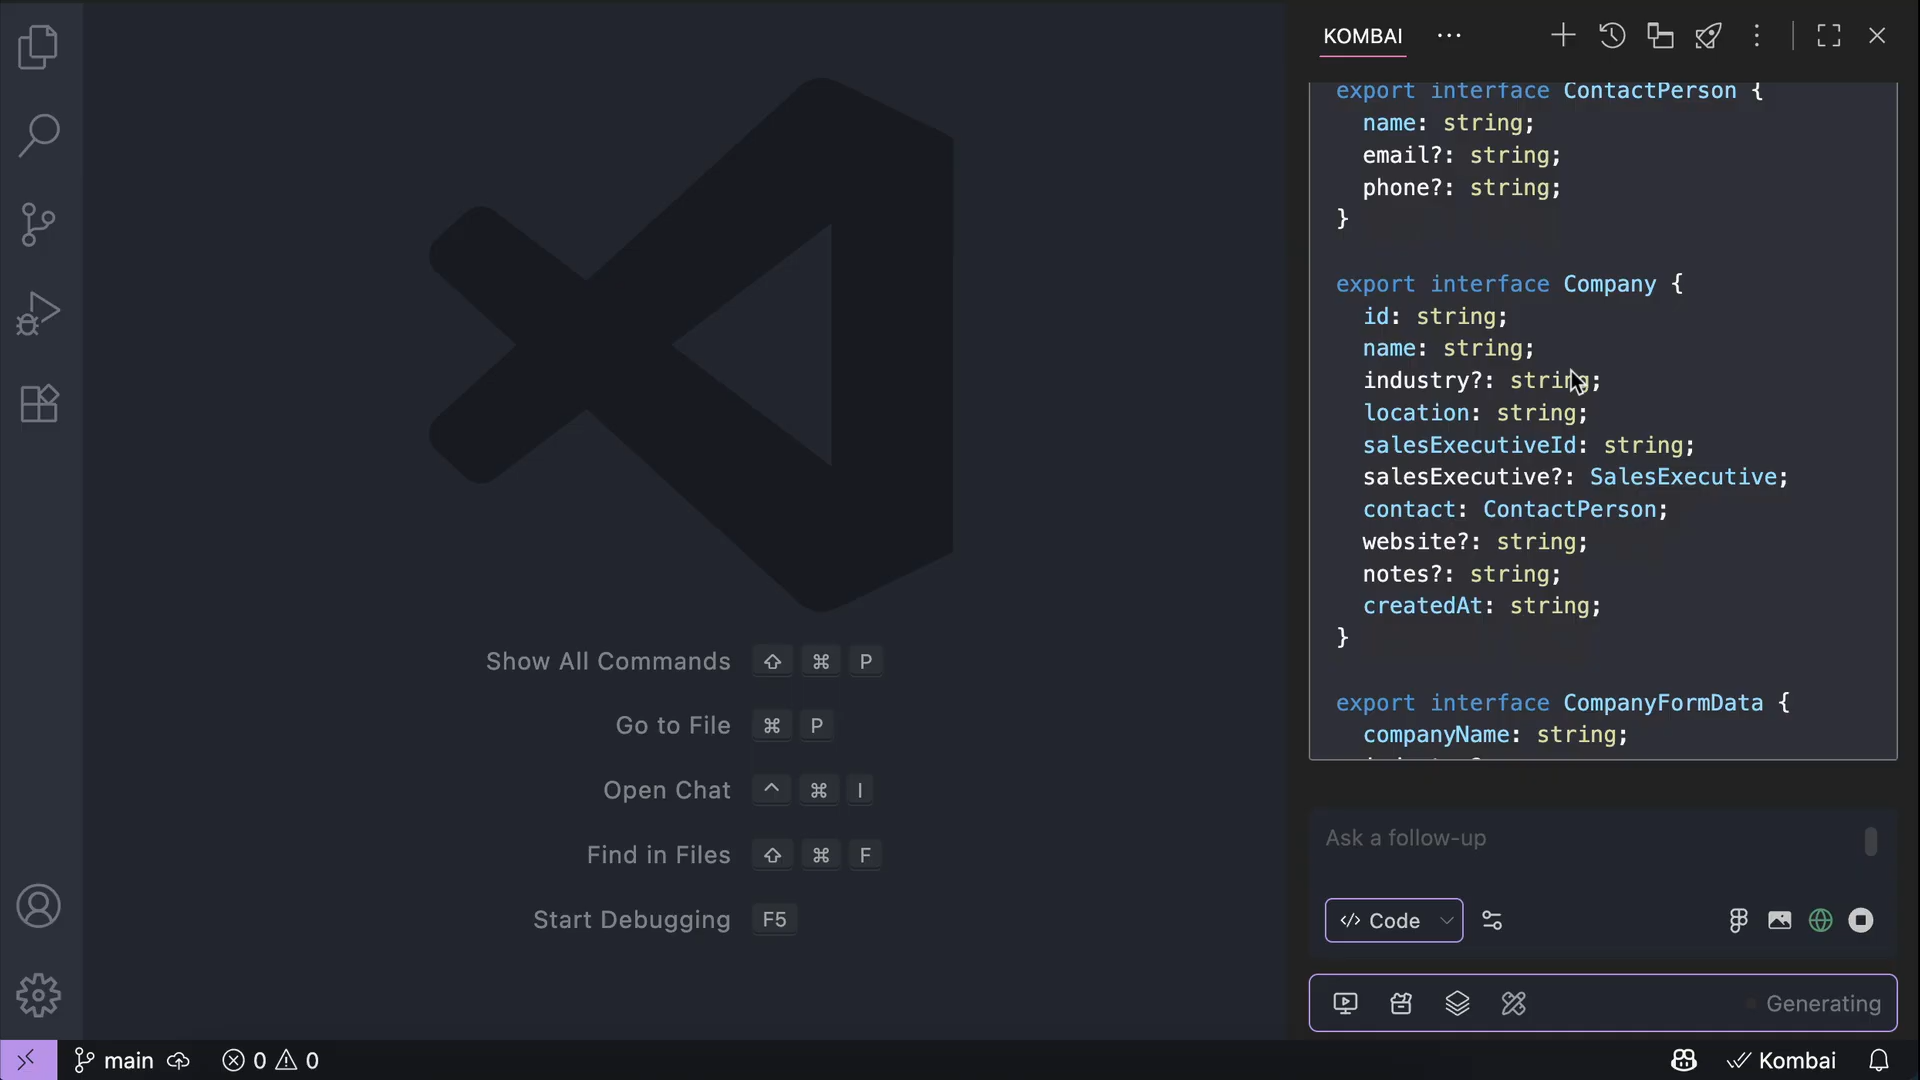 KOMBAI
export interface ContactPerson {
name: string;
email?: string;
phone?: string;
}
export interface Company {
id: string;
name: string;
industry?: string;
location: string;
salesExecutiveId: string;
salesExecutive?: SalesExecutive;
contact: ContactPerson;
website?: string;
notes?: string;
createdAt: string;
}
export interface CompanyFormData {
companyName: string;
Show All Commands ⇧ ⌘ P
Go to File ⌘ P
Open Chat ^ ⌘ I
Find in Files ⇧ ⌘ F
Start Debugging F5
Ask a follow-up
</> Code
Generating
main 0 0
Kombai